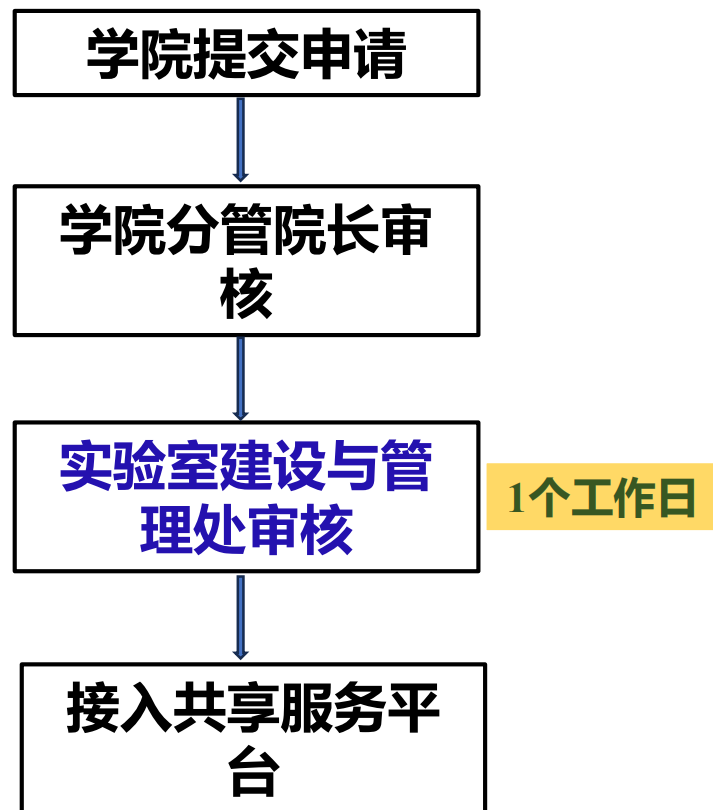 学院提交申请
学院分管院长审
核
实验室建设与管
理处审核
1个工作日
接入共享服务平
台